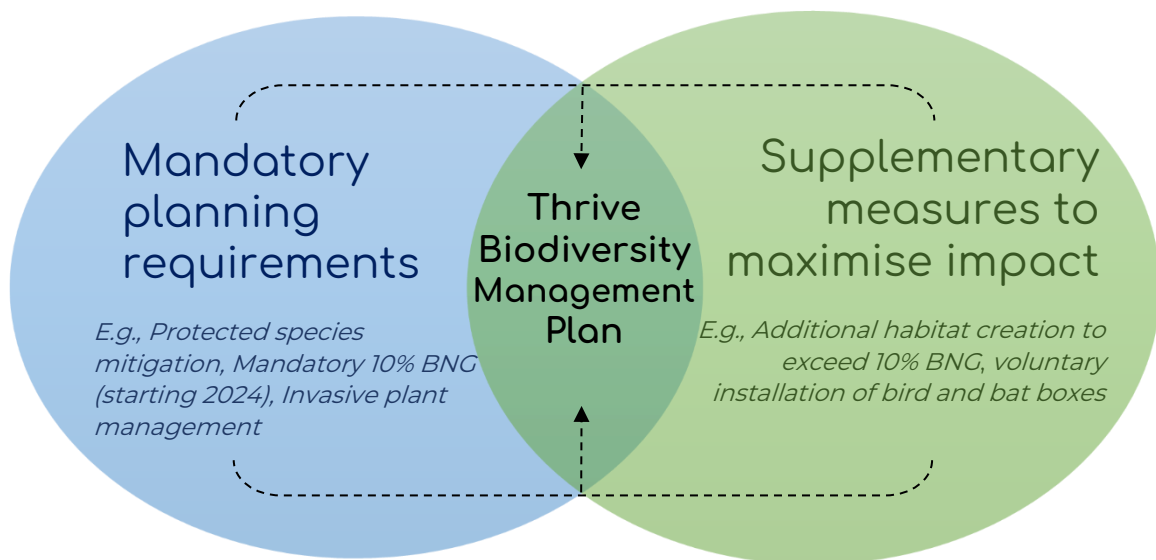 Mandatory
planning
requirements
E.g., Protected species
mitigation, Mandatory 10% BNG
(starting 2024), Invasive plant
management
Thrive
Biodiversity
Management
Plan
Supplementary
measures to
maximise impact
E.g., Additional habitat creation to
exceed 10% BNG, voluntary
installation of bird and bat boxes